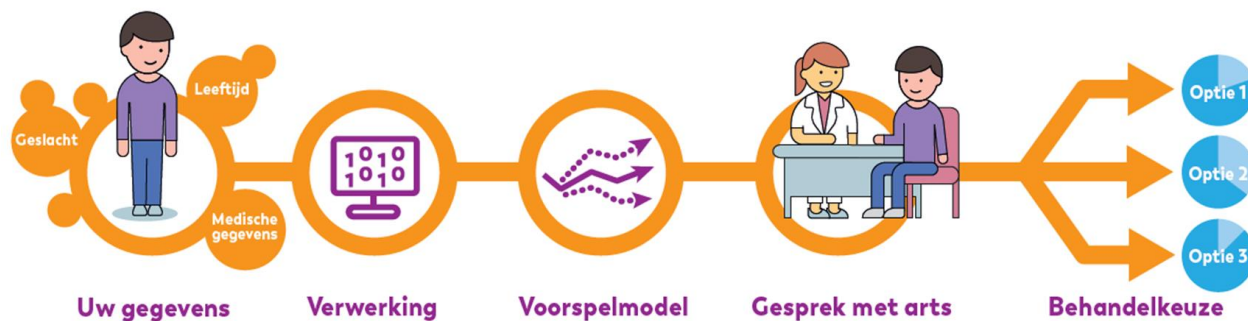 Leeftijd
Geslacht
Medische
gegevens
1010
1010
Optie 1
Optie 2
Optie 3
Uw gegevens
Verwerking
Voorspelmodel
Gesprek met arts
Behandelkeuze